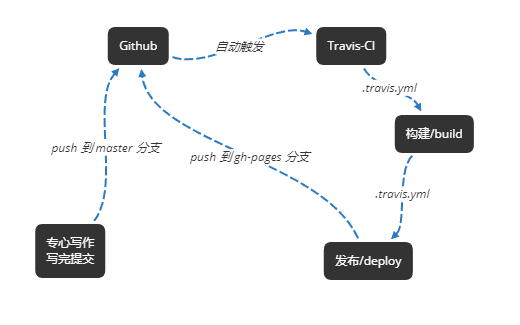 Github
自动触发
Travis-CI
.travis.yml
构建/build
push 到 master 分支
push 到 gh-pages 分支
.travis.yml
专心写作
写完提交
发布/deploy